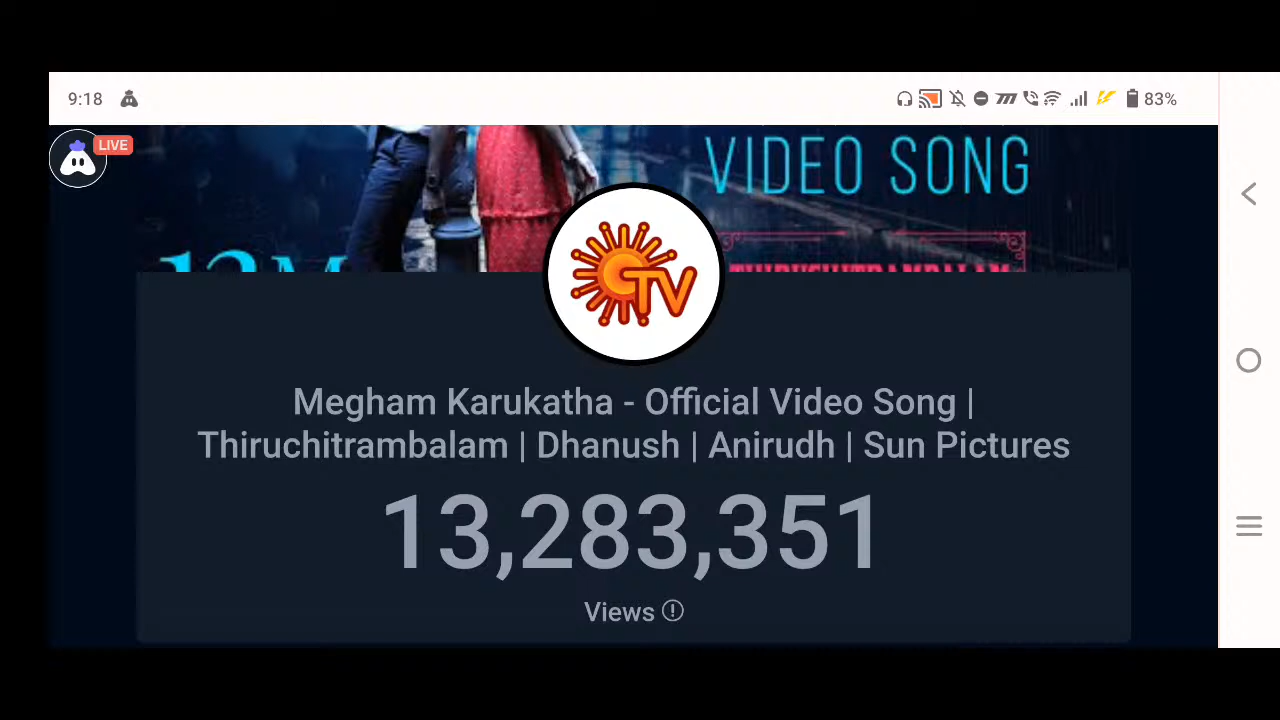 9:18
83%
LIVE
VIDEO SONG
TV
Megham Karukatha - Official Video Song |
Thiruchitrambalam | Dhanush | Anirudh | Sun Pictures
13,283,351
Views